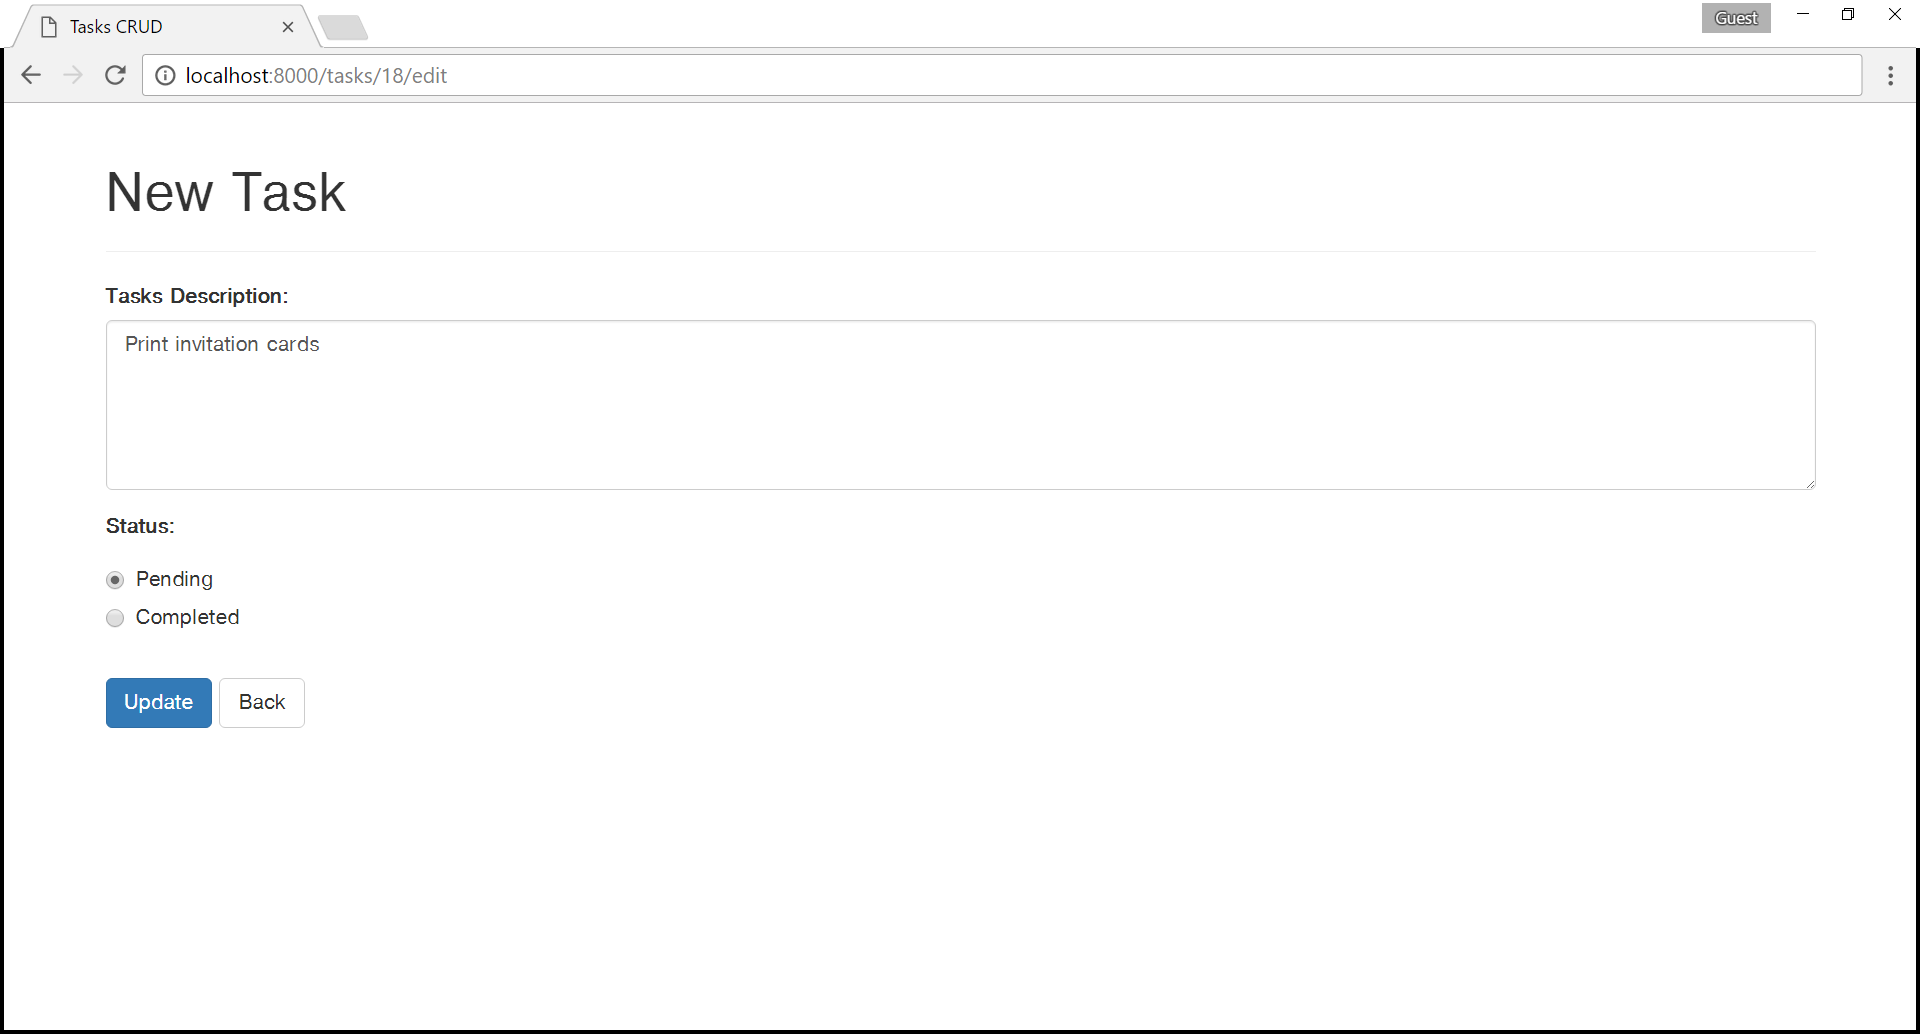 Tasks CRUD
Guest
localhost:8000/tasks/18/edit
New Task
Tasks Description:
Print invitation cards
Status:
Pending
Completed
Update Back